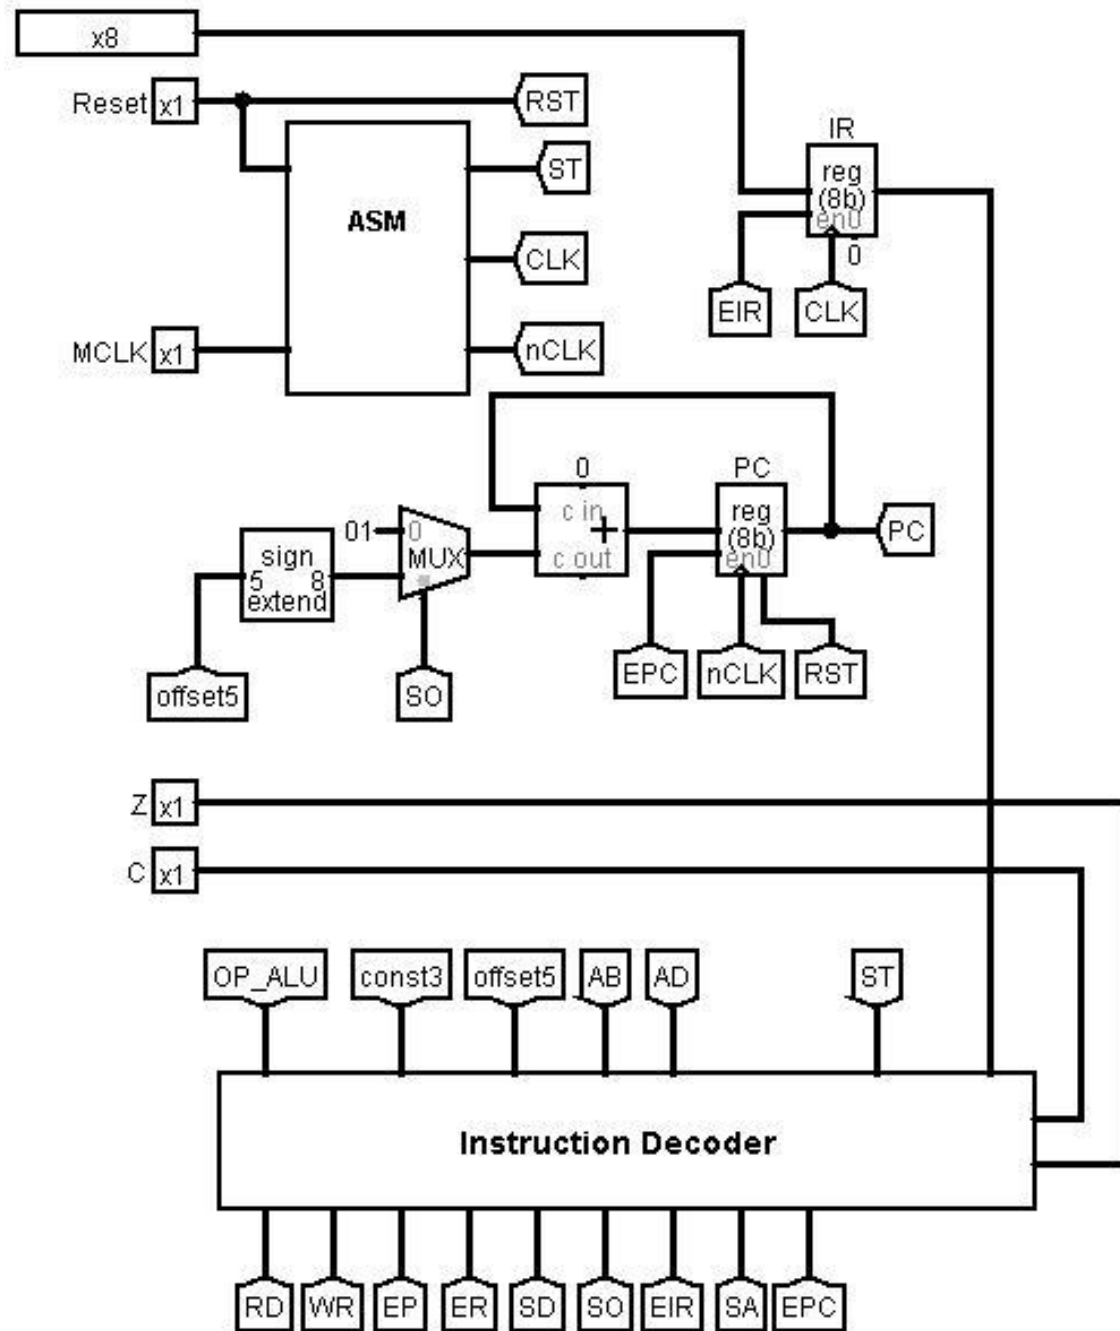 x8
Reset x1 RST
IR
reg
(8b)
en0
0
ST
ASM
CLK
EIR CLK
MCLK x1 nCLK
0 PC
c in + reg
(8b)
en0
c out
PC
01 0
MUX
sign
5 8
extend
EPC nCLK RST
offset5 SO
Z x1
C x1
OP_ALU const3 offset5 AB AD ST
Instruction Decoder
RD WR EP ER SD SO EIR SA EPC